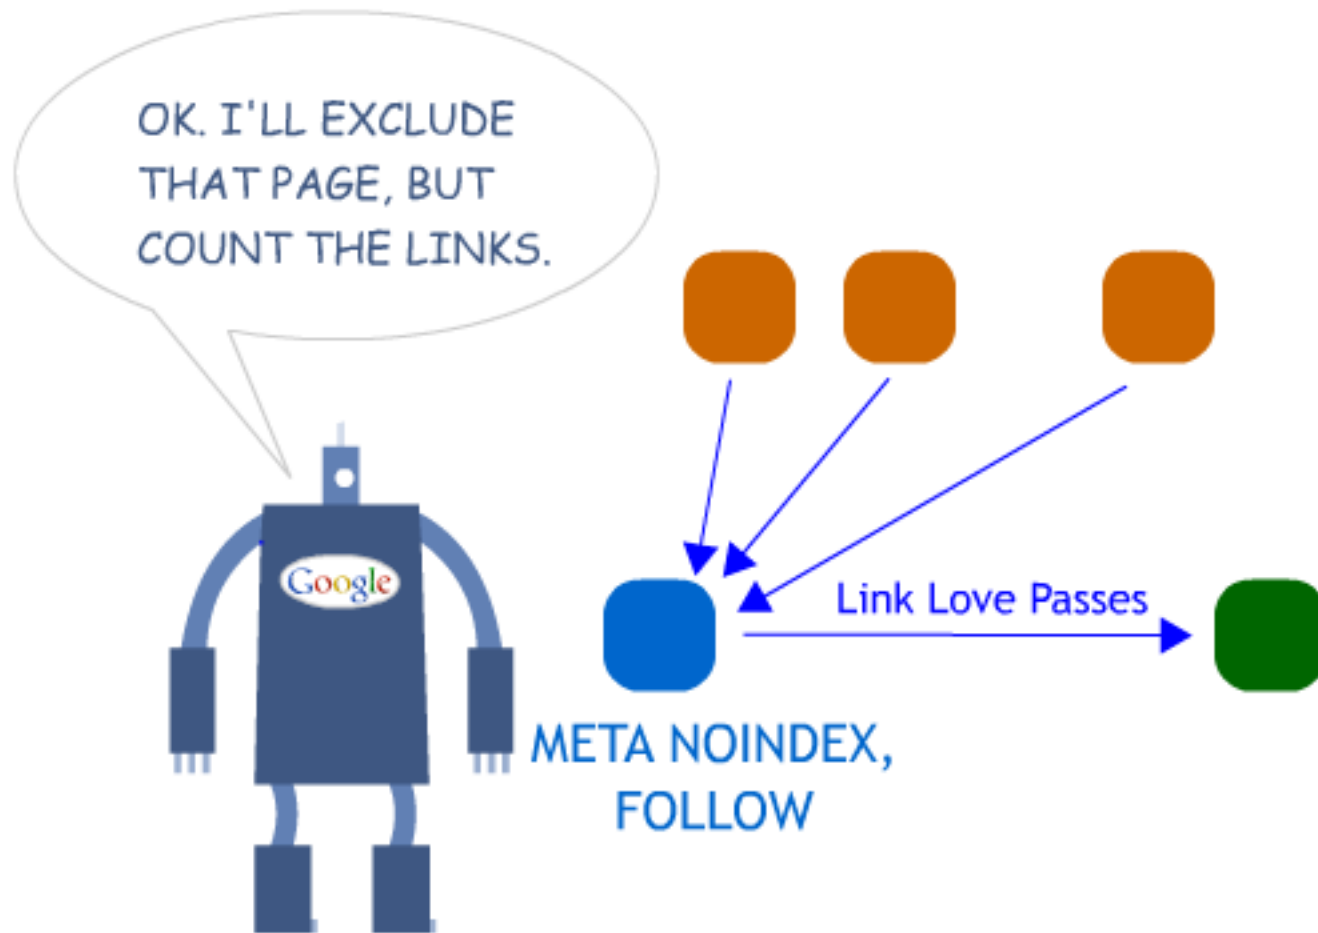 OK. I'LL EXCLUDE
THAT PAGE, BUT
COUNT THE LINKS.
Google
Link Love Passes
META NOINDEX,
FOLLOW